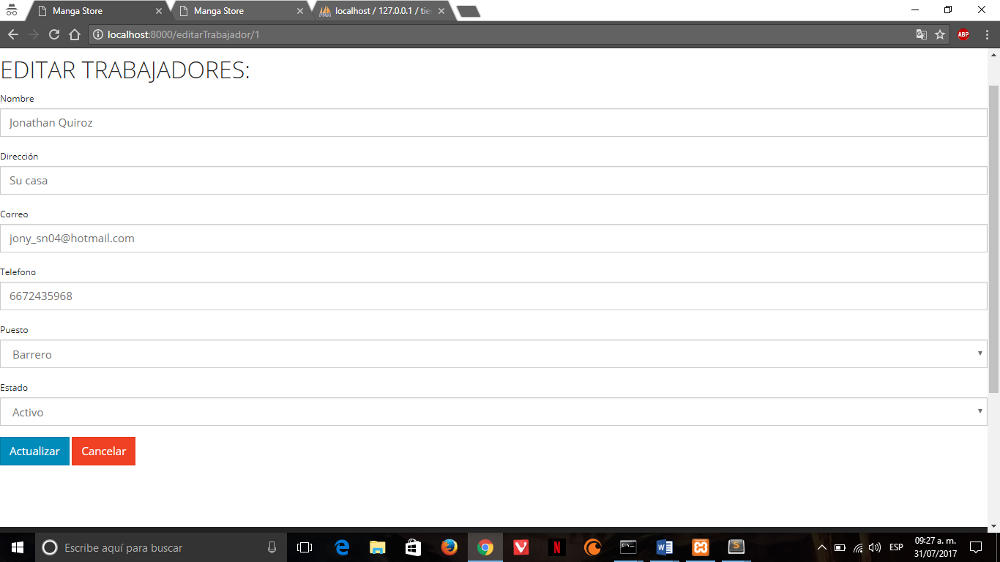 Manga Store
Manga Store
localhost / 127.0.0.1 / tie
localhost:8000/editarTrabajador/1
ABP
EDITAR TRABAJADORES:
Nombre
Jonathan Quiroz
Dirección
Su casa
Correo
jony_sn04@hotmail.com
Telefono
6672435968
Puesto
Barrero
Estado
Activo
Actualizar Cancelar
Escribe aquí para buscar
ESP
09:27 a. m.
31/07/2017